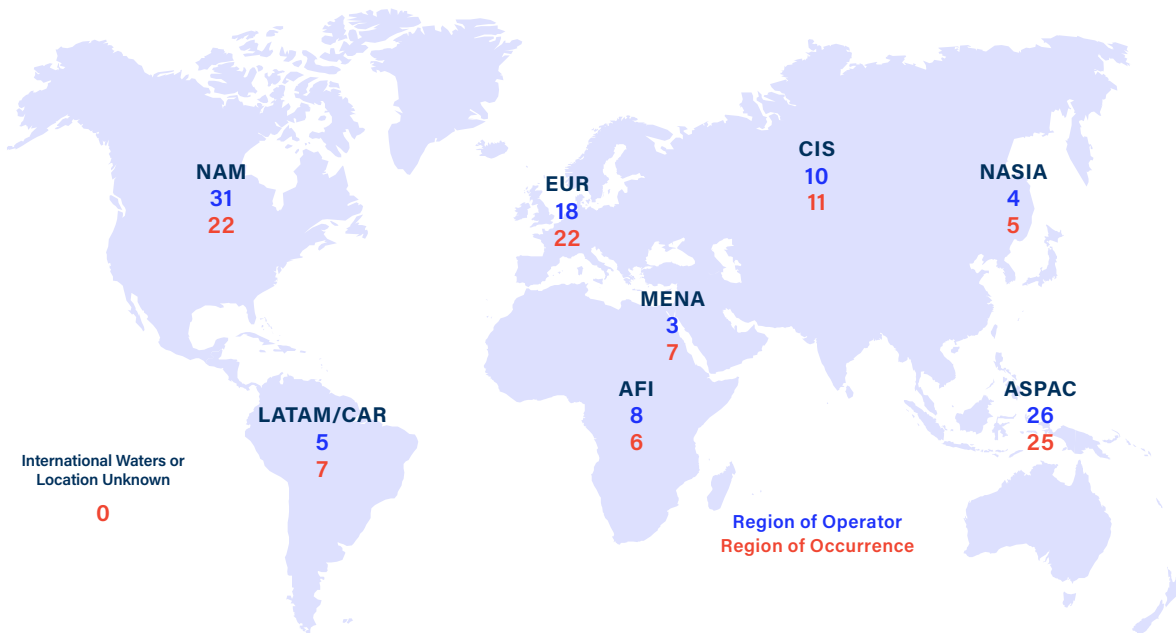 NAM
31
22
EUR
18
22
CIS
10
11
NASIA
4
5
MENA
3
7
AFI
8
6
ASPAC
26
25
LATAM/CAR
5
7
International Waters or
Location Unknown
0
Region of Operator
Region of Occurrence